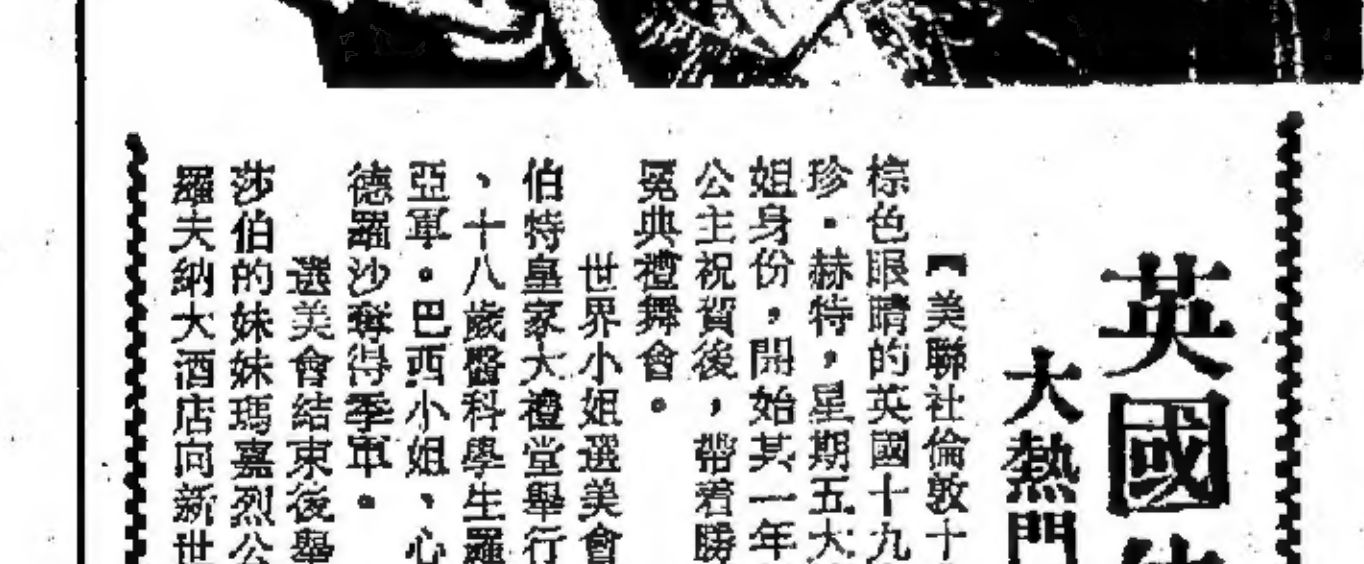 英國
大熱門
【美聯社倫敦十
棕色眼睛的英國十九
珍・赫特，星期五大
姐身份，開始其一年
公主祝賀後，帶着勝
冕典禮舞會。
世界小姐選美會
伯特皇家大禮堂舉行
、十八歲醫科學生羅
亞軍。巴西小姐、心
德羅沙奪得季軍。
選美會結束後舉
莎伯的妹妹瑪嘉烈公
羅夫納大酒店向新世